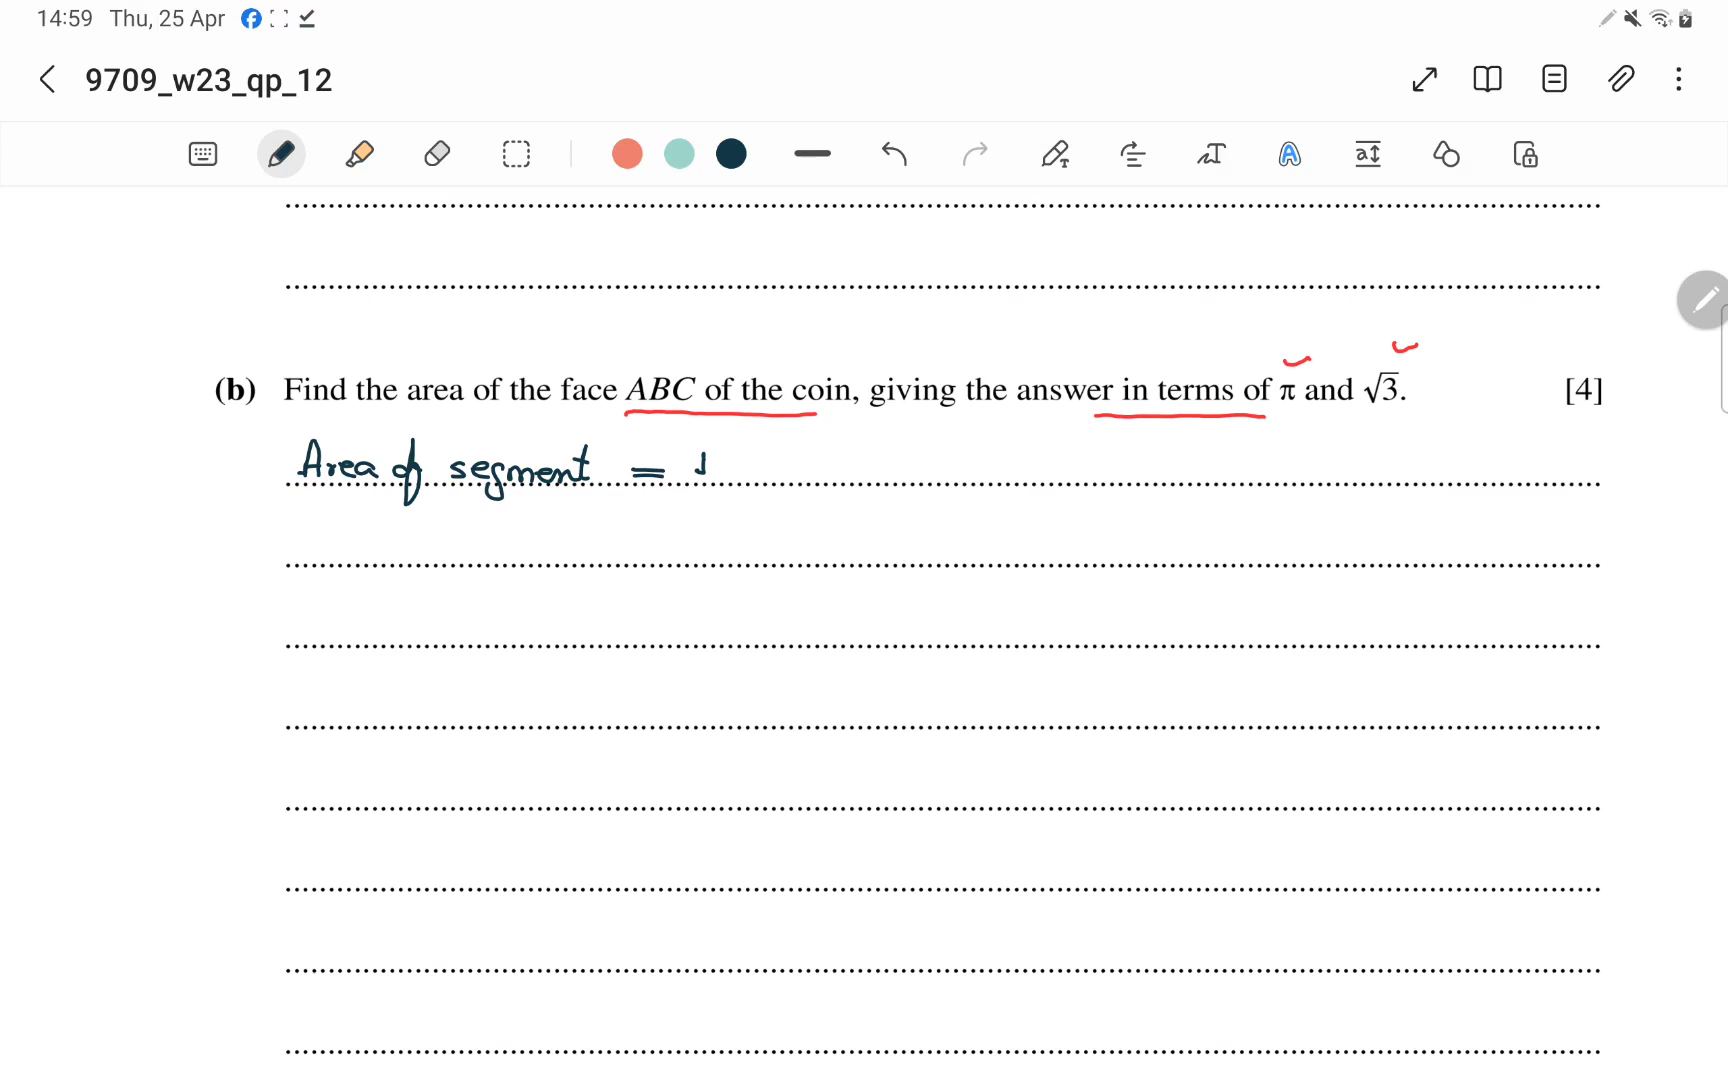 14:59 Thu, 25 Apr
9709_w23_qp_12
(b) Find the area of the face ABC of the coin, giving the answer in terms of π and √3. [4]
Area of segment =